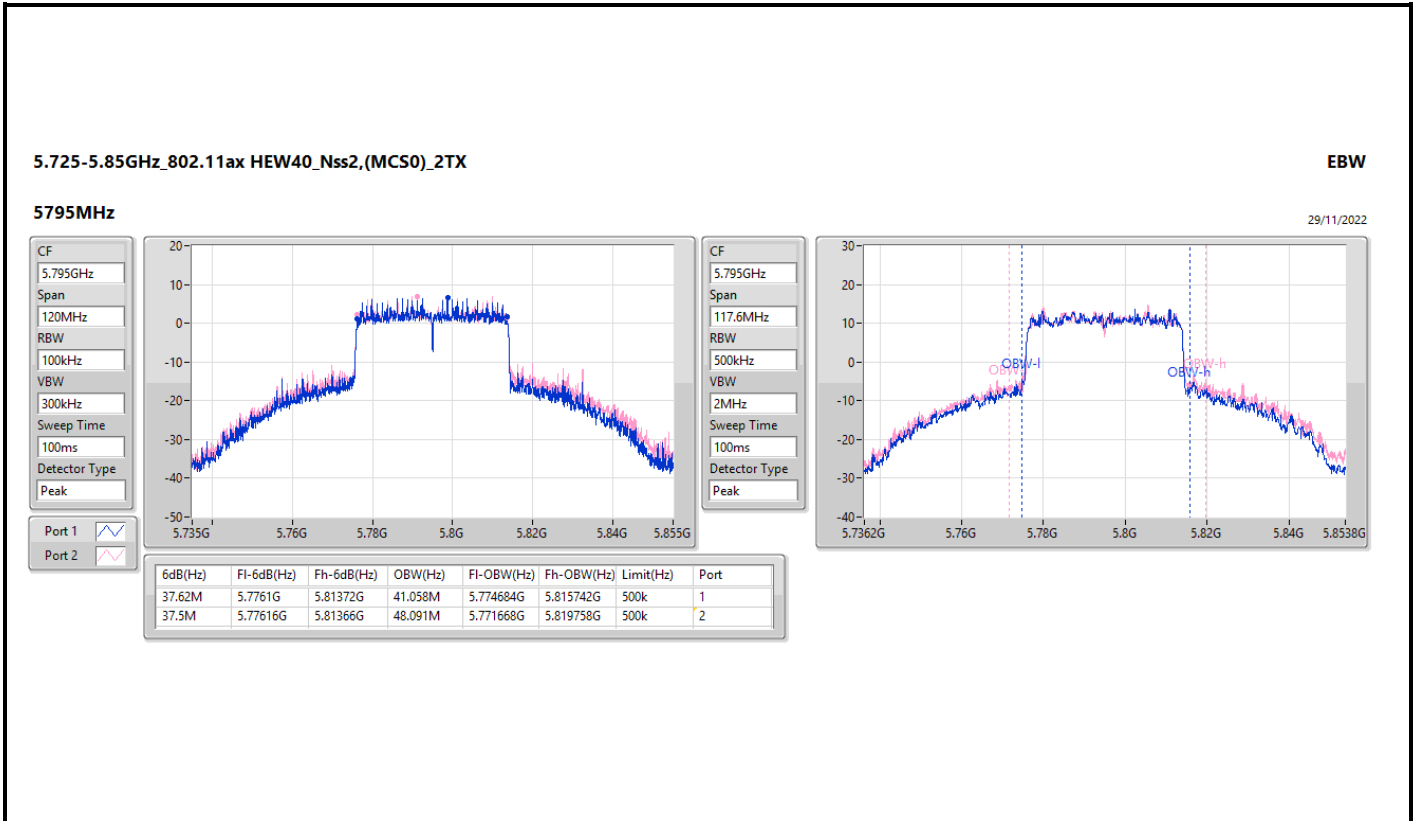 5.725-5.85GHz_802.11ax HEW40_Nss2,(MCS0)_2TX
EBW
5795MHz
29/11/2022
CF
5.795GHz
Span
120MHz
RBW
100kHz
VBW
300kHz
Sweep Time
100ms
Detector Type
Peak
Port 1
Port 2
20
10
0
-10
-20
-30
-40
-50
5.735G 5.76G 5.78G 5.8G 5.82G 5.84G 5.855G
CF
5.795GHz
Span
117.6MHz
RBW
500kHz
VBW
2MHz
Sweep Time
100ms
Detector Type
Peak
30
20
10
0
-10
-20
-30
-40
OBW-l
OBW-h
5.7362G 5.76G 5.78G 5.8G 5.82G 5.84G 5.8538G
6dB(Hz) Fl-6dB(Hz) Fh-6dB(Hz) OBW(Hz) Fl-OBW(Hz) Fh-OBW(Hz) Limit(Hz) Port
37.62M 5.7761G 5.81372G 41.058M 5.774684G 5.815742G 500k 1
37.5M 5.77616G 5.81366G 48.091M 5.771668G 5.819758G 500k 2